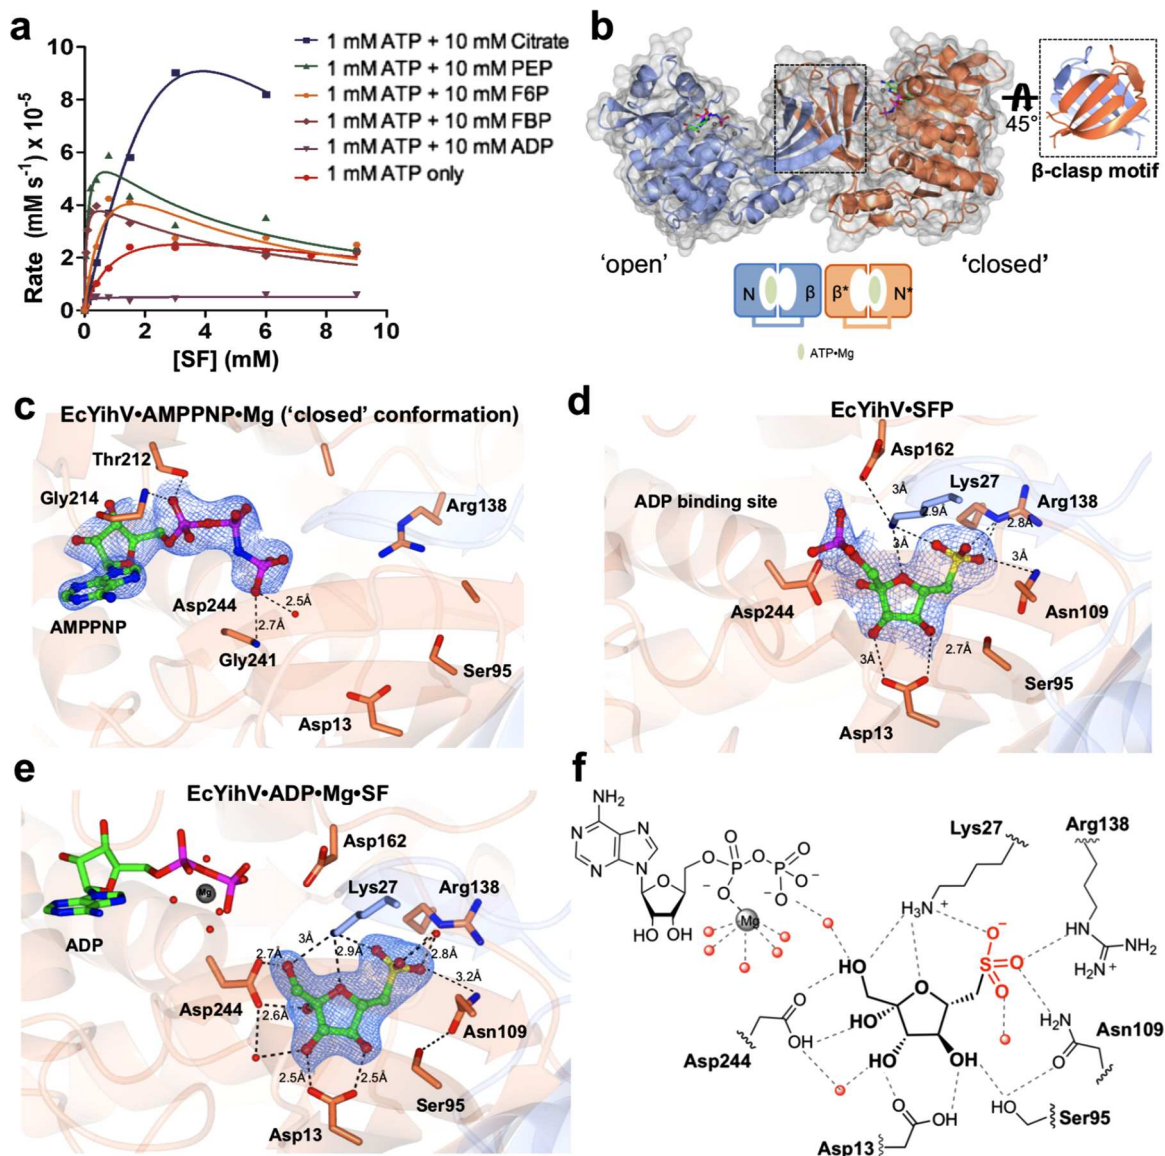 a
Rate (mM s⁻¹) x 10⁻⁵
10
8
6
4
2
0
0
2
4
6
8
10
[SF] (mM)
1 mM ATP + 10 mM Citrate
1 mM ATP + 10 mM PEP
1 mM ATP + 10 mM F6P
1 mM ATP + 10 mM FBP
1 mM ATP + 10 mM ADP
1 mM ATP only
b
45°
β-clasp motif
'open'
'closed'
N
β
β*
N*
ATP•Mg
c
EcYihV•AMPPNP•Mg ('closed' conformation)
Thr212
Gly214
Arg138
Asp244
2.5Å
AMPPNP
2.7Å
Gly241
Ser95
Asp13
d
EcYihV•SFP
Asp162
Lys27
ADP binding site
3Å
Arg138
2.9Å
2.8Å
3Å
3Å
Asp244
Asn109
3Å
2.7Å
Ser95
Asp13
e
EcYihV•ADP•Mg•SF
Asp162
Lys27
Arg138
Mg
ADP
3Å
2.9Å
2.8Å
2.7Å
3.2Å
Asp244
2.6Å
Asn109
2.5Å
2.5Å
Ser95
Asp13
f
NH₂
N
N
N
N
O
O
O
P
O
P
O⁻
O⁻
O⁻
O
HO
OH
Mg
Lys27
Arg138
H₃N⁺
O⁻
S
O
O
HN
NH₂
H₂N⁺
HO
O
HO
HO
OH
O
OH
Asp244
H₂N
O
Asn109
HO
Ser95
O
OH
Asp13